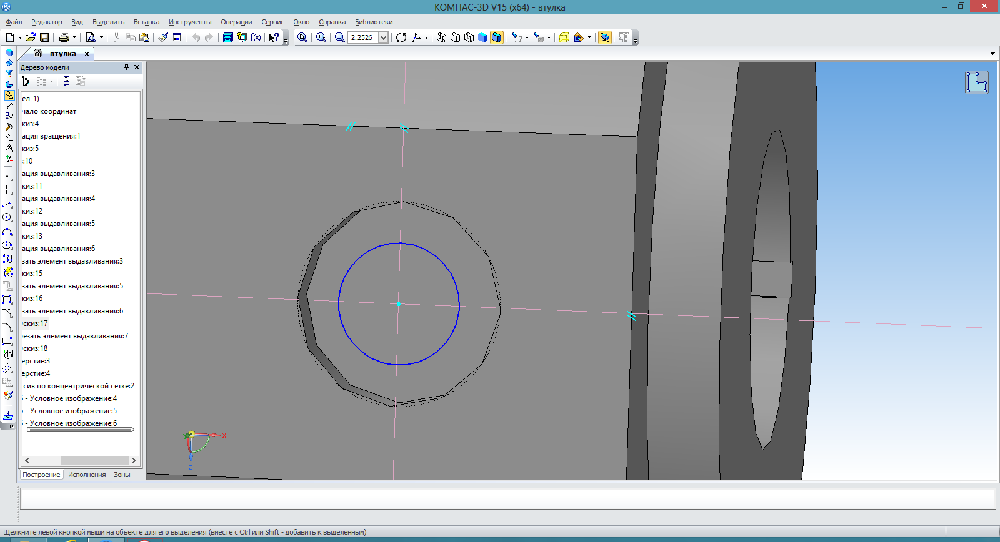 КОМПАС-3D V15 (x64) - втулка
Файл Редактор Вид Выделить Вставка Инструменты Операции Сервис Окно Справка Библиотеки
2.2526
f(x)
втулка
Дерево модели
ел-1)
чало координат
киз:4
ация вращения:1
киз:5
:10
ация выдавливания:3
киз:11
ация выдавливания:4
киз:12
ация выдавливания:5
киз:13
ация выдавливания:6
зать элемент выдавливания:3
киз:15
зать элемент выдавливания:5
киз:16
зать элемент выдавливания:6
Эскиз:17
резать элемент выдавливания:7
Эскиз:18
ерстие:3
ерстие:4
ссив по концентрической сетке:2
- Условное изображение:4
- Условное изображение:5
- Условное изображение:6
X
Z
Построение Исполнения Зоны
Щелкните левой кнопкой мыши на объекте для его выделения (вместе с Ctrl или Shift - добавить к выделенным)